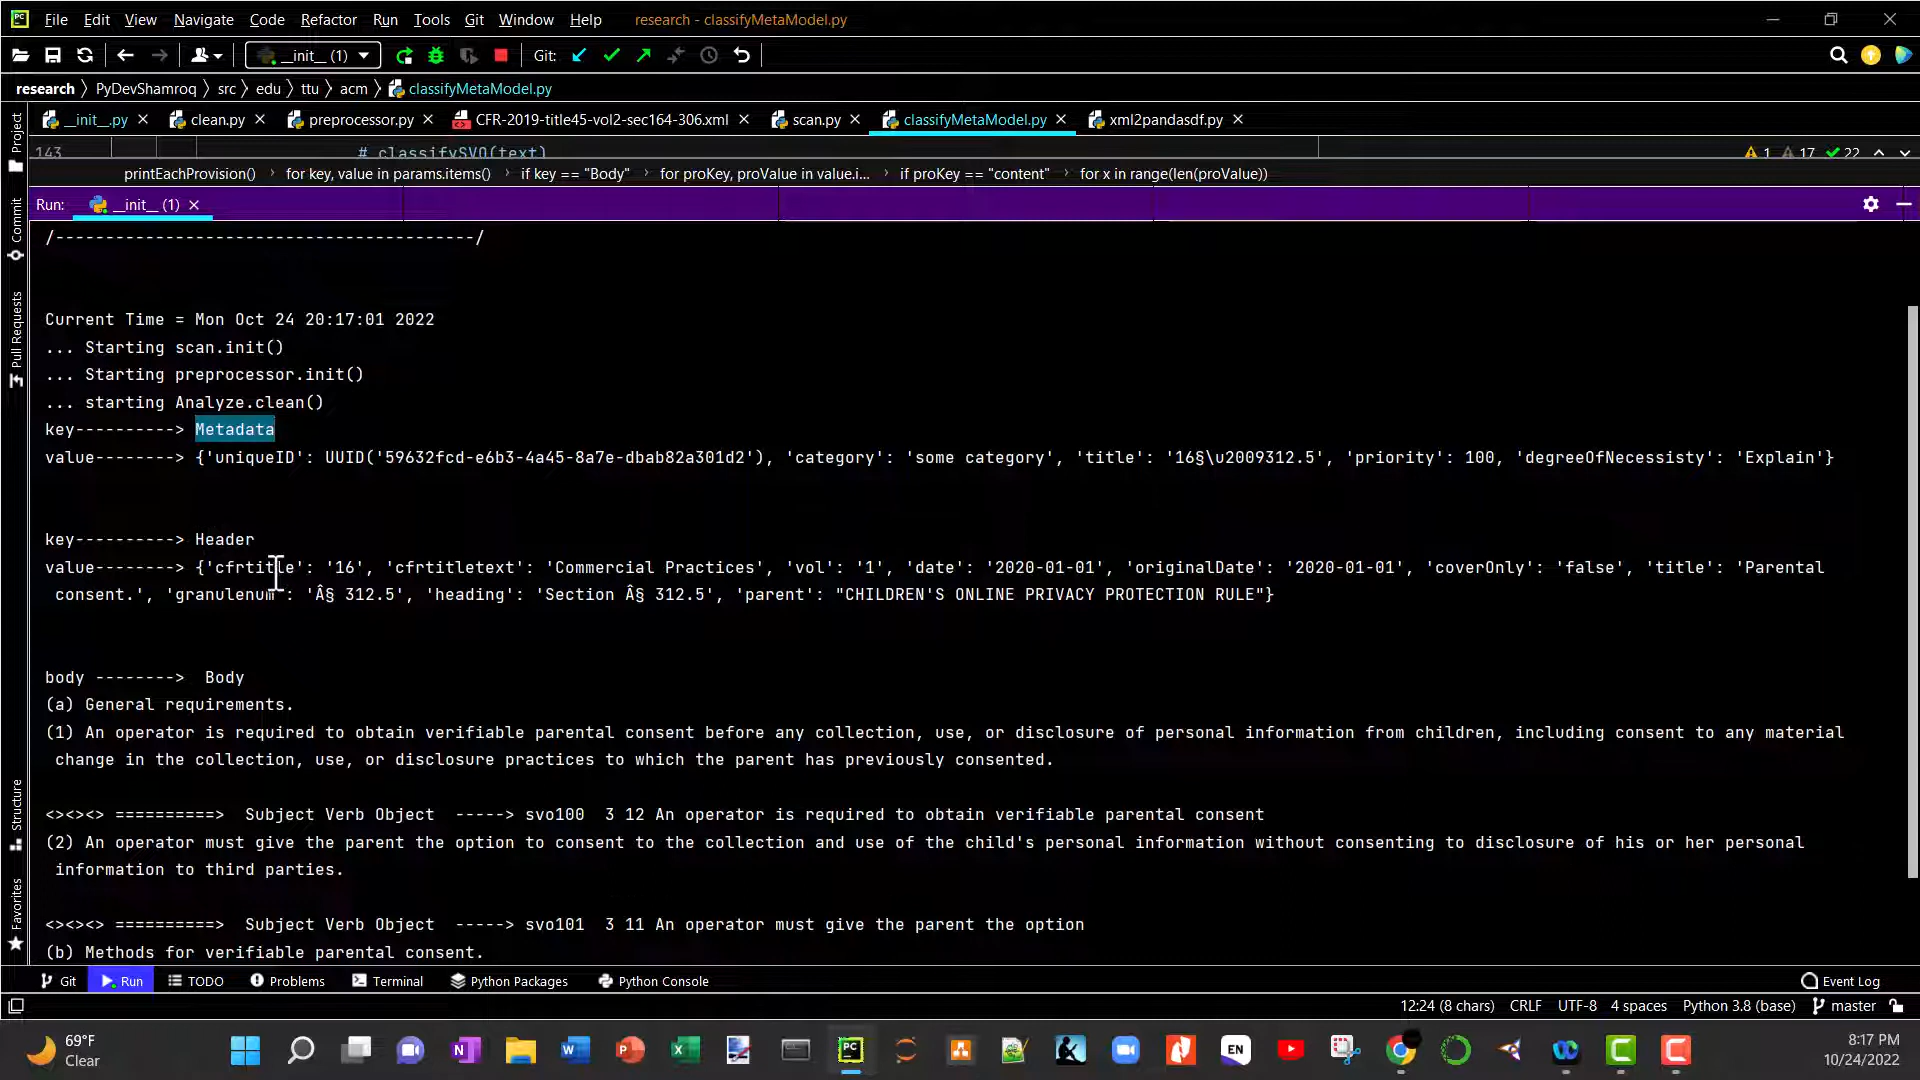 File Edit View Navigate Code Refactor Run Tools Git Window Help research - classifyMetaModel.py
__init__ (1) Git:
research PyDevShamroq src edu ttu acm classifyMetaModel.py
__init__.py clean.py preprocessor.py CFR-2019-title45-vol2-sec164-306.xml scan.py classifyMetaModel.py xml2pandasdf.py
143 # classifySVO(text) 1 17 22
printEachProvision() for key, value in params.items() if key == "Body" for proKey, proValue in value.i... if proKey == "content" for x in range(len(proValue))
Run: __init__ (1)
/------------------------------------------/
Current Time = Mon Oct 24 20:17:01 2022
... Starting scan.init()
... Starting preprocessor.init()
... starting Analyze.clean()
key----------> Metadata
value--------> {'uniqueID': UUID('59632fcd-e6b3-4a45-8a7e-dbab82a301d2'), 'category': 'some category', 'title': '16§\u2009312.5', 'priority': 100, 'degreeOfNecessisty': 'Explain'}
key----------> Header
value--------> {'cfrtitle': '16', 'cfrtitletext': 'Commercial Practices', 'vol': '1', 'date': '2020-01-01', 'originalDate': '2020-01-01', 'coverOnly': 'false', 'title': 'Parental
consent.', 'granulenum': 'Â§ 312.5', 'heading': 'Section Â§ 312.5', 'parent': "CHILDREN'S ONLINE PRIVACY PROTECTION RULE"}
body --------> Body
(a) General requirements.
(1) An operator is required to obtain verifiable parental consent before any collection, use, or disclosure of personal information from children, including consent to any material
change in the collection, use, or disclosure practices to which the parent has previously consented.
<><><> ==========> Subject Verb Object -----> svo100 3 12 An operator is required to obtain verifiable parental consent
(2) An operator must give the parent the option to consent to the collection and use of the child's personal information without consenting to disclosure of his or her personal
information to third parties.
<><><> ==========> Subject Verb Object -----> svo101 3 11 An operator must give the parent the option
(b) Methods for verifiable parental consent.
Project
Commit
Pull Requests
Structure
Favorites
Git Run TODO Problems Terminal Python Packages Python Console Event Log
12:24 (8 chars) CRLF UTF-8 4 spaces Python 3.8 (base) master
69°F
Clear
EN
8:17 PM
10/24/2022